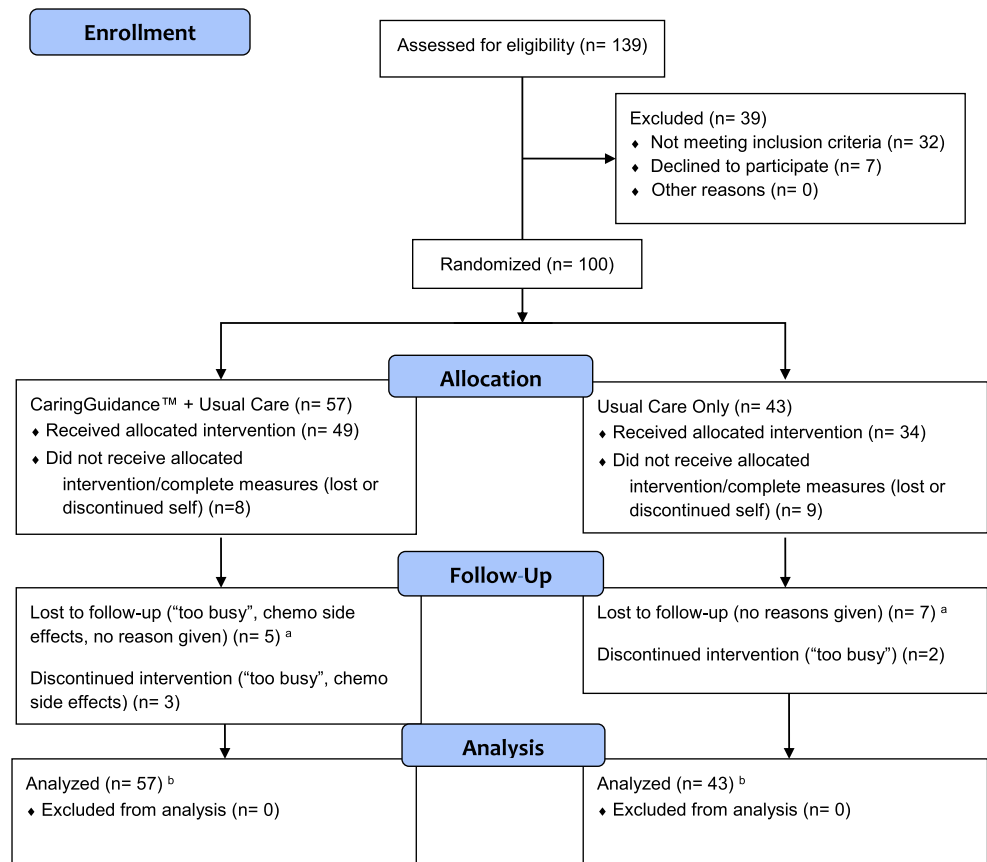 Enrollment
Assessed for eligibility (n= 139)
Excluded (n= 39)
♦ Not meeting inclusion criteria (n= 32)
♦ Declined to participate (n= 7)
♦ Other reasons (n= 0)
Randomized (n= 100)
Allocation
CaringGuidance™ + Usual Care (n= 57)
♦ Received allocated intervention (n= 49)
♦ Did not receive allocated
intervention/complete measures (lost or
discontinued self) (n=8)
Usual Care Only (n= 43)
♦ Received allocated intervention (n= 34)
♦ Did not receive allocated
intervention/complete measures (lost or
discontinued self) (n= 9)
Follow-Up
Lost to follow-up (“too busy”, chemo side
effects, no reason given) (n= 5) a
Discontinued intervention (“too busy”, chemo
side effects) (n= 3)
Lost to follow-up (no reasons given) (n= 7) a
Discontinued intervention (“too busy”) (n=2)
Analysis
Analyzed (n= 57) b
♦ Excluded from analysis (n= 0)
Analyzed (n= 43) b
♦ Excluded from analysis (n= 0)